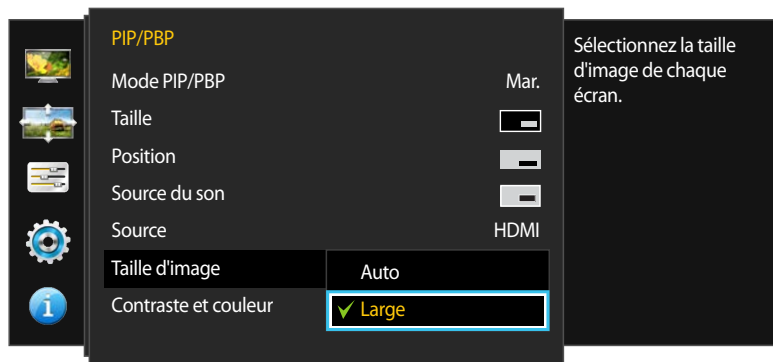 PIP/PBP
Mode PIP/PBP Mar.
Taille
Position
Source du son
Source HDMI
Taille d'image Auto
Contraste et couleur Large
Sélectionnez la taille
d'image de chaque
écran.